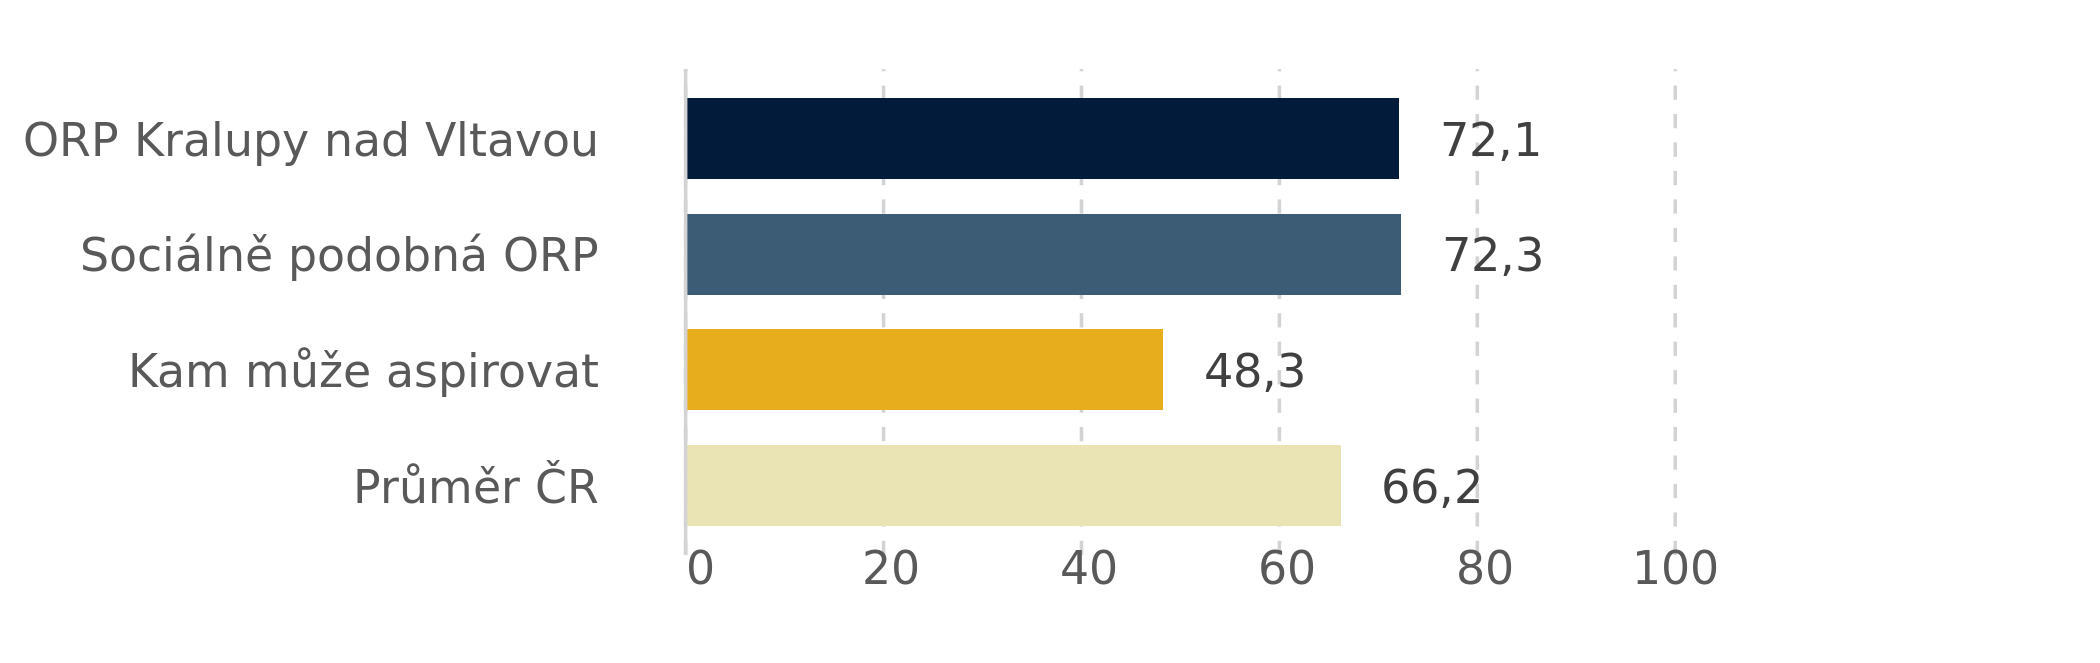 ORP Kralupy nad Vltavou 72,1
Sociálně podobná ORP 72,3
Kam může aspirovat 48,3
Průměr ČR 66,2
0 20 40 60 80 100